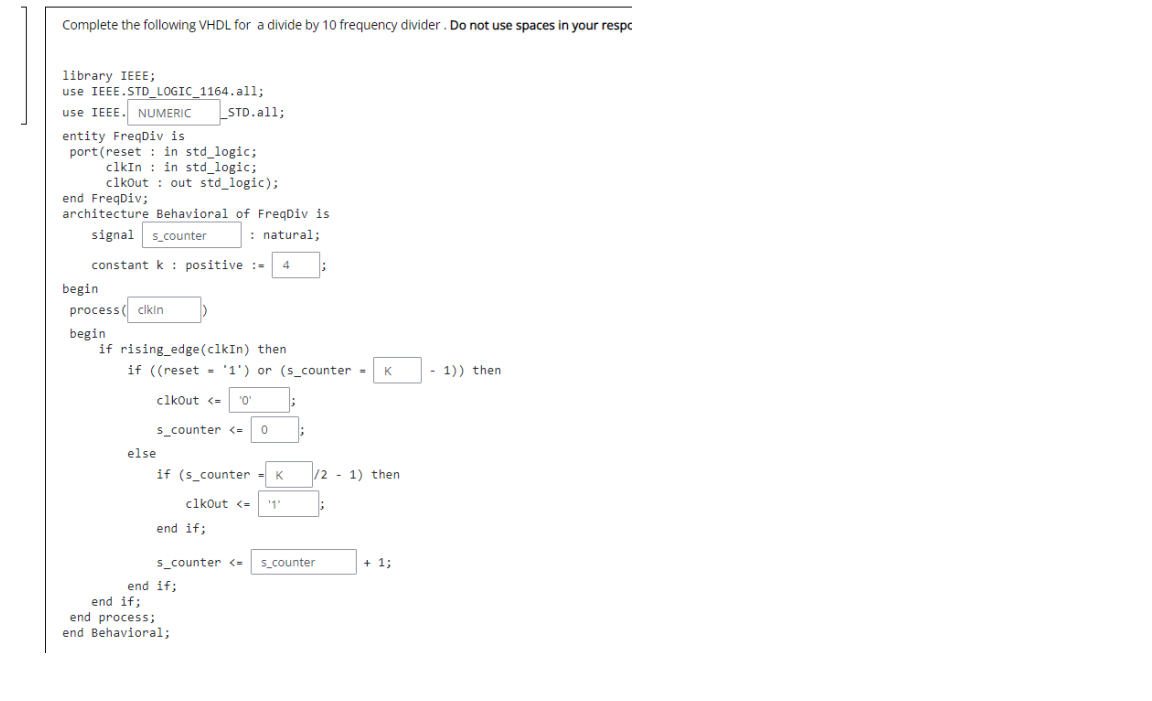 Complete the following VHDL for a divide by 10 frequency divider . Do not use spaces in your respc
library IEEE;
use IEEE.STD_LOGIC_1164.all;
use IEEE. NUMERIC _STD.all;
entity FreqDiv is
port(reset : in std_logic;
clkIn : in std_logic;
clkOut : out std_logic);
end FreqDiv;
architecture Behavioral of FreqDiv is
signal s_counter : natural;
constant k : positive := 4 ;
begin
process( clkIn )
begin
if rising_edge(clkIn) then
if ((reset = '1') or (s_counter = K - 1)) then
clkOut <= '0' ;
s_counter <= 0 ;
else
if (s_counter = K /2 - 1) then
clkOut <= '1' ;
end if;
s_counter <= s_counter + 1;
end if;
end if;
end process;
end Behavioral;